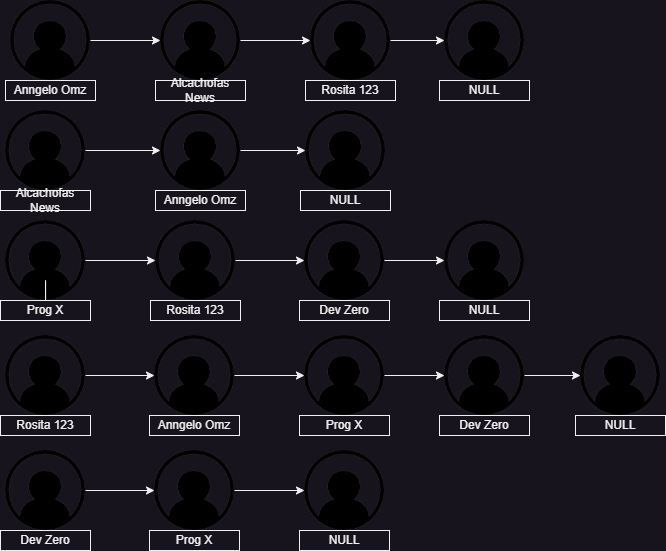 Anngelo Omz
Alcachofas
News
Rosita 123
NULL
Alcachofas
News
Anngelo Omz
NULL
Prog X
Rosita 123
Dev Zero
NULL
Rosita 123
Anngelo Omz
Prog X
Dev Zero
NULL
Dev Zero
Prog X
NULL